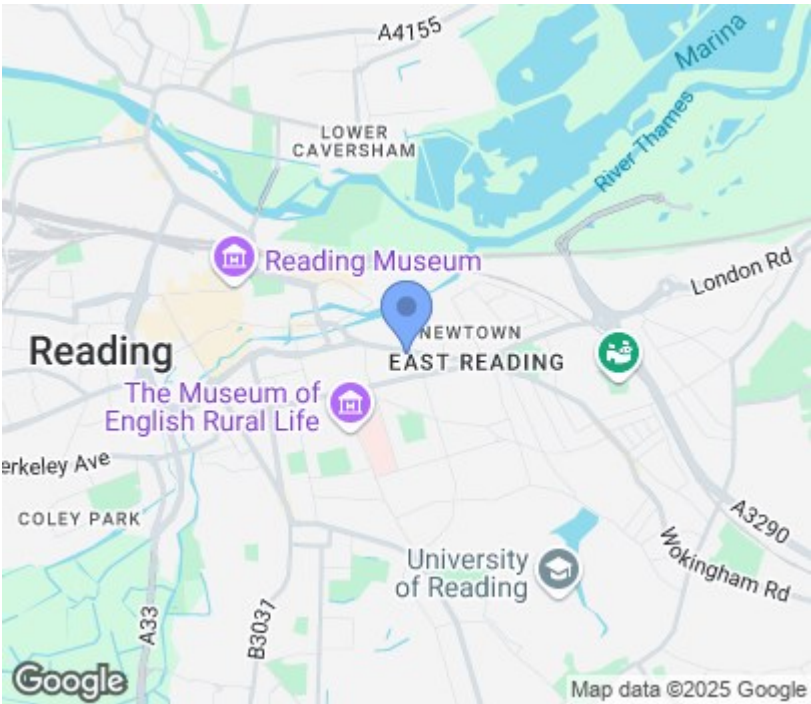 A4155
Marina
LOWER
CAVERSHAM
River Thames
Reading Museum
London Rd
NEWTOWN
Reading
EAST READING
The Museum of
English Rural Life
erkeley Ave
COLEY PARK
A3290
University
of Reading
Wokingham Rd
A33
B3031
Google
Map data ©2025 Google